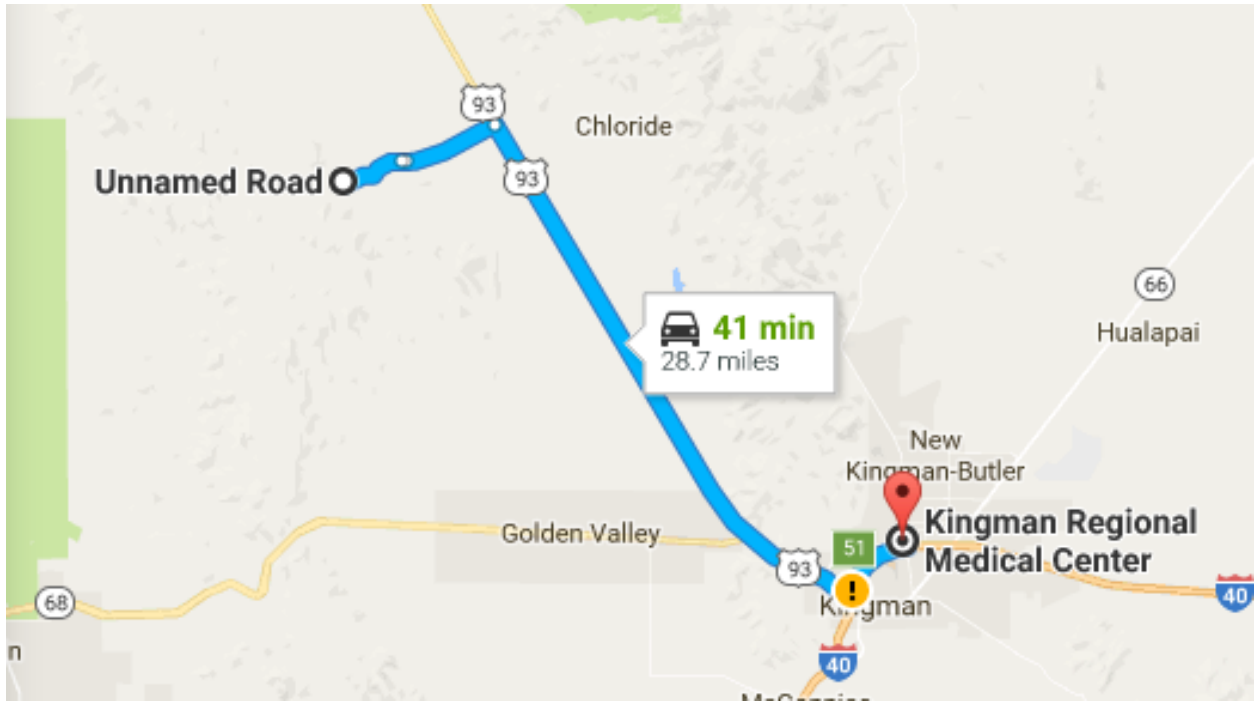 93
Chloride
Unnamed Road
93
66
41 min
28.7 miles
Hualapai
New
Kingman-Butler
Kingman Regional
Medical Center
Golden Valley
51
93
!
Kingman
68
40
n
40